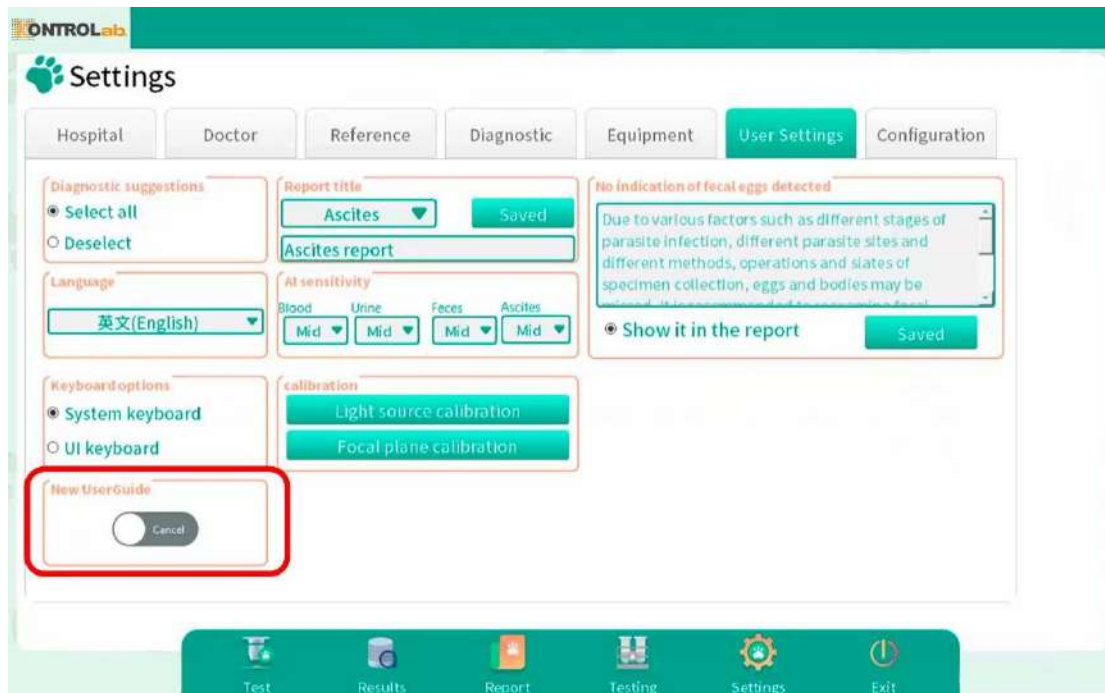 KONTROLab
Settings
Hospital
Doctor
Reference
Diagnostic
Equipment
User Settings
Configuration
Diagnostic suggestions
Select all
Deselect
Report title
Ascites
Saved
Ascites report
No indication of fecal eggs detected
Due to various factors such as different stages of
parasite infection, different parasite sites and
different methods, operations and slates of
specimen collection, eggs and bodies may be
Show it in the report
Saved
Language
英文(English)
AI sensitivity
Blood Urine Feces Ascites
Mid Mid Mid Mid
Keyboard options
System keyboard
UI keyboard
calibration
Light source calibration
Focal plane calibration
New UserGuide
Cancel
Test
Results
Report
Testing
Settings
Exit